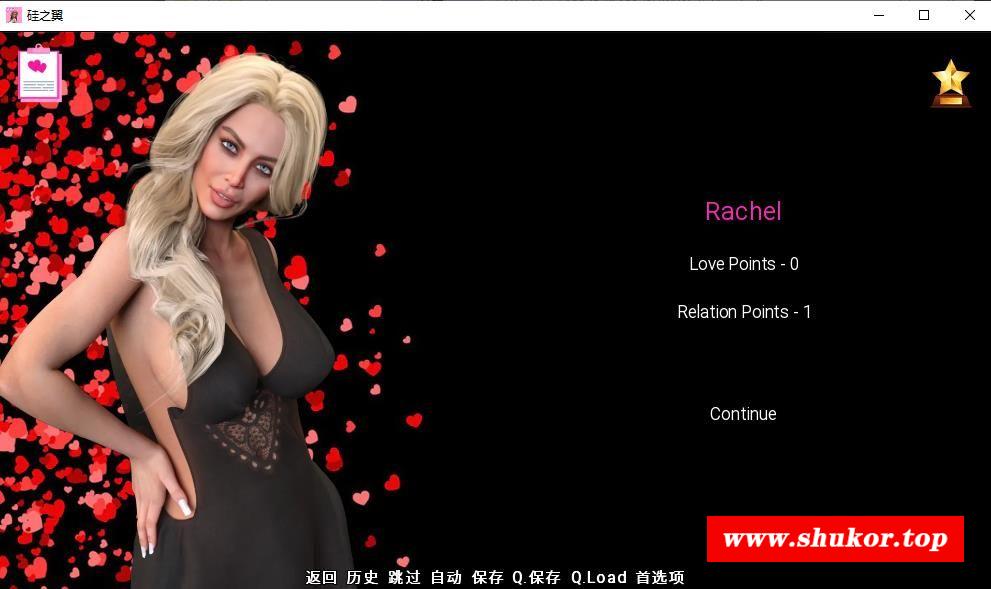 硅之翼
Rachel
Love Points - 0
Relation Points - 1
Continue
www.shukor.top
返回 历史 跳过 自动 保存 Q.保存 Q.Load 首选项